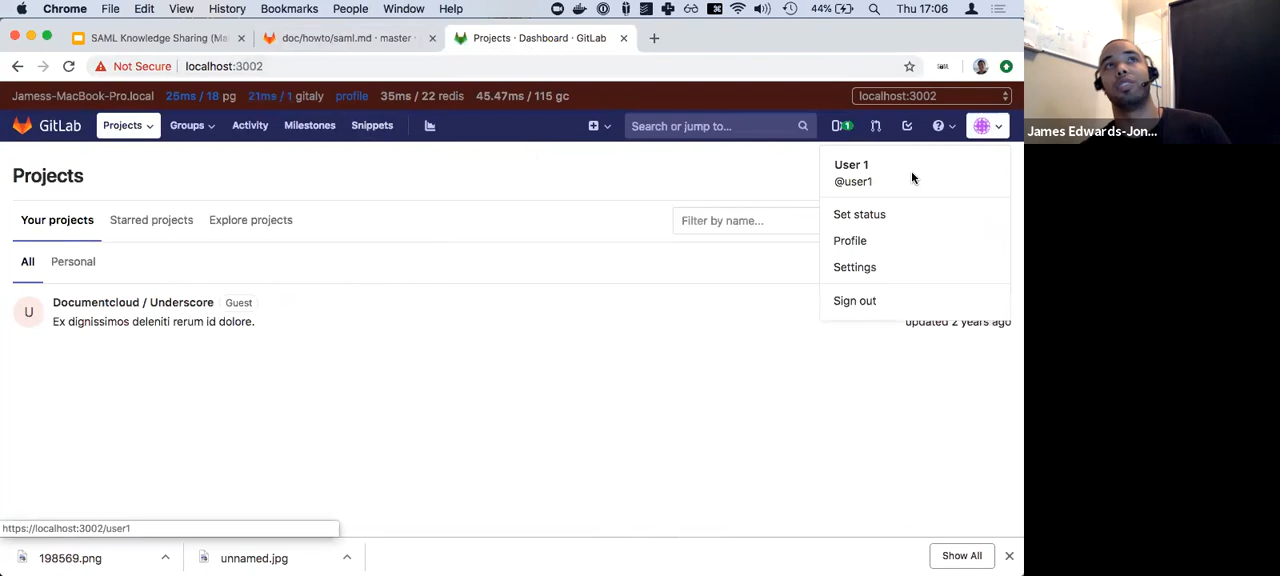 Chrome File Edit View History Bookmarks People Window Help 44% Thu 17:06
SAML Knowledge Sharing (Ma doc/howto/saml.md · master · Projects · Dashboard · GitLab
Not Secure localhost:3002
Jamess-MacBook-Pro.local 25ms / 18 pg 21ms / 1 gitaly profile 35ms / 22 redis 45.47ms / 115 gc localhost:3002
GitLab Projects Groups Activity Milestones Snippets Search or jump to... 1
James Edwards-Jon...
User 1
@user1
Projects
Your projects Starred projects Explore projects Filter by name...
Set status
Profile
Settings
Sign out
All Personal
U Documentcloud / Underscore Guest
Ex dignissimos deleniti rerum id dolore. updated 2 years ago
https://localhost:3002/user1
198569.png unnamed.jpg Show All